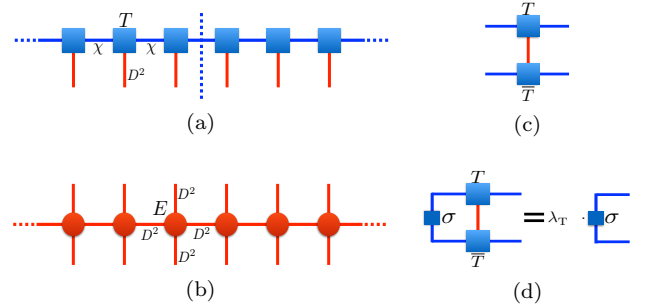 T
χ χ
D²
(a)
T
T̅
(c)
D²
E
D² D²
D²
(b)
T
σ = λ_T · σ
T̅
(d)